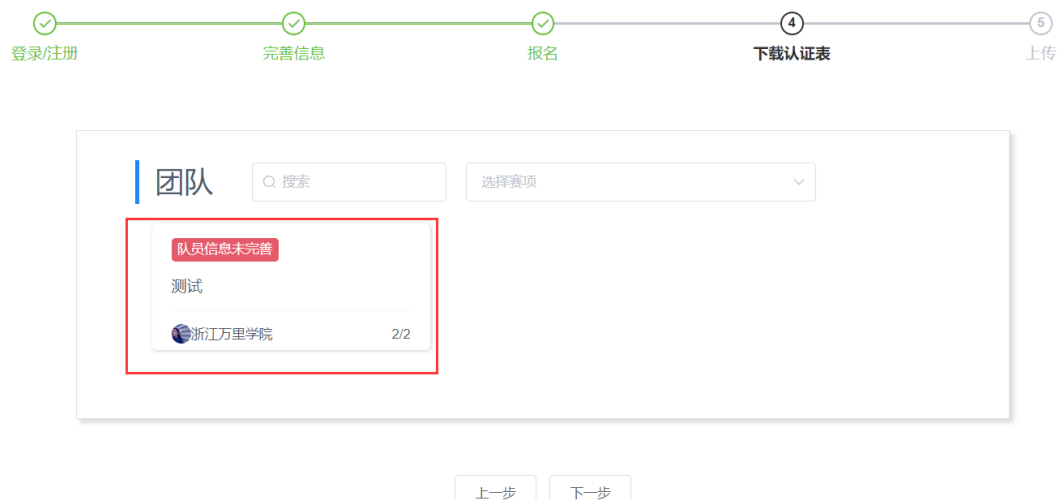 4 5
登录/注册 完善信息 报名 下载认证表 上传
团队 搜索 选择赛项
队员信息未完善
测试
浙江万里学院 2/2
上一步 下一步